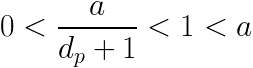 $0 < \frac{a}{d_p + 1} < 1 < a$